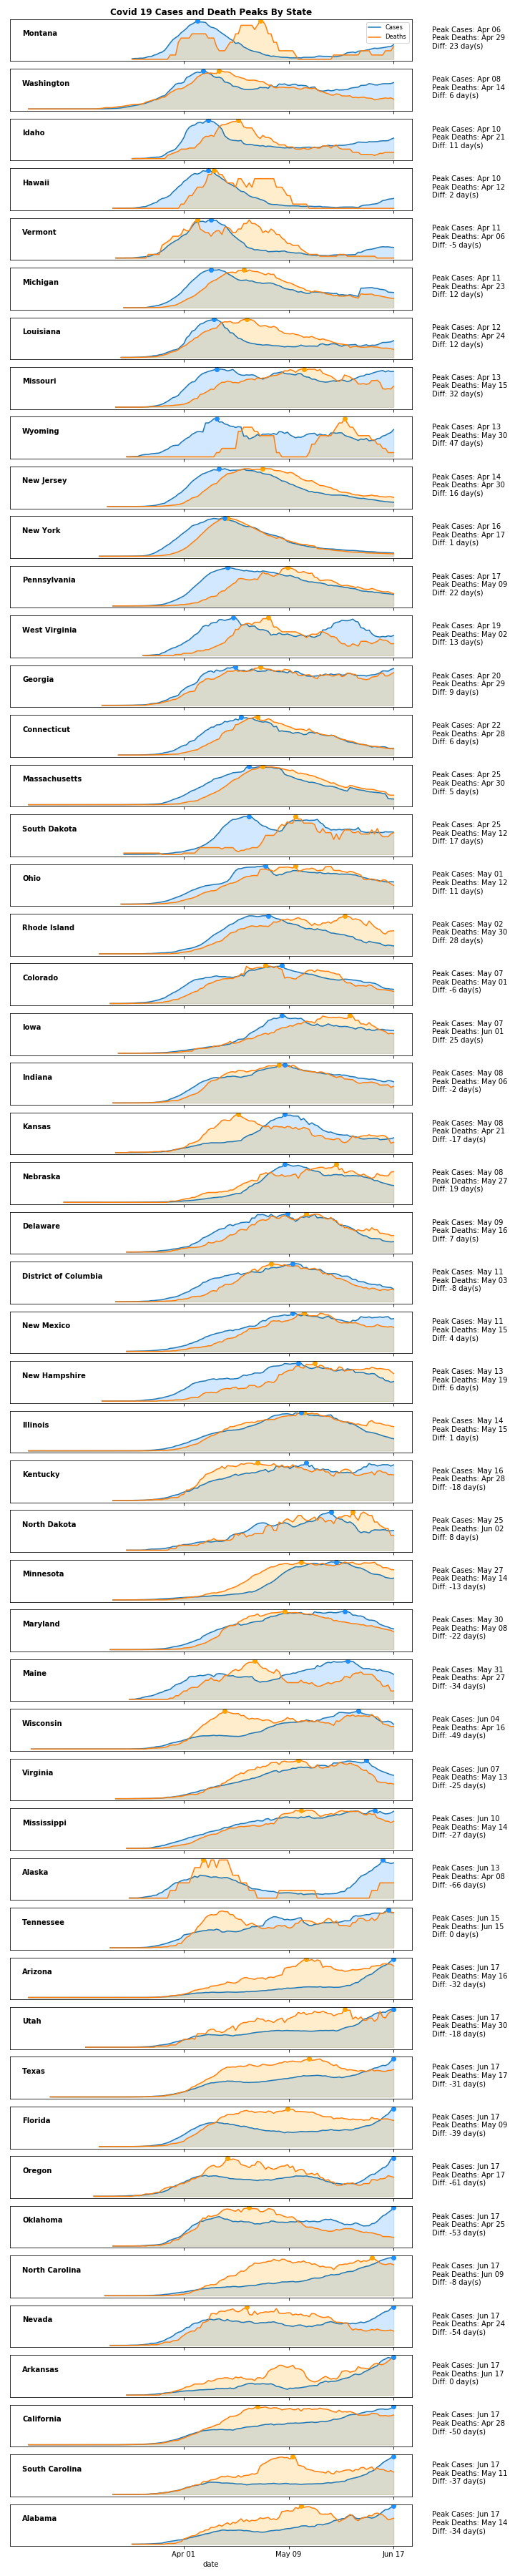 Covid 19 Cases and Death Peaks By State
Montana
Cases
Deaths
Peak Cases: Apr 06
Peak Deaths: Apr 29
Diff: 23 day(s)
Washington
Peak Cases: Apr 08
Peak Deaths: Apr 14
Diff: 6 day(s)
Idaho
Peak Cases: Apr 10
Peak Deaths: Apr 21
Diff: 11 day(s)
Hawaii
Peak Cases: Apr 10
Peak Deaths: Apr 12
Diff: 2 day(s)
Vermont
Peak Cases: Apr 11
Peak Deaths: Apr 06
Diff: -5 day(s)
Michigan
Peak Cases: Apr 11
Peak Deaths: Apr 23
Diff: 12 day(s)
Louisiana
Peak Cases: Apr 12
Peak Deaths: Apr 24
Diff: 12 day(s)
Missouri
Peak Cases: Apr 13
Peak Deaths: May 15
Diff: 32 day(s)
Wyoming
Peak Cases: Apr 13
Peak Deaths: May 30
Diff: 47 day(s)
New Jersey
Peak Cases: Apr 14
Peak Deaths: Apr 30
Diff: 16 day(s)
New York
Peak Cases: Apr 16
Peak Deaths: Apr 17
Diff: 1 day(s)
Pennsylvania
Peak Cases: Apr 17
Peak Deaths: May 09
Diff: 22 day(s)
West Virginia
Peak Cases: Apr 19
Peak Deaths: May 02
Diff: 13 day(s)
Georgia
Peak Cases: Apr 20
Peak Deaths: Apr 29
Diff: 9 day(s)
Connecticut
Peak Cases: Apr 22
Peak Deaths: Apr 28
Diff: 6 day(s)
Massachusetts
Peak Cases: Apr 25
Peak Deaths: Apr 30
Diff: 5 day(s)
South Dakota
Peak Cases: Apr 25
Peak Deaths: May 12
Diff: 17 day(s)
Ohio
Peak Cases: May 01
Peak Deaths: May 12
Diff: 11 day(s)
Rhode Island
Peak Cases: May 02
Peak Deaths: May 30
Diff: 28 day(s)
Colorado
Peak Cases: May 07
Peak Deaths: May 01
Diff: -6 day(s)
Iowa
Peak Cases: May 07
Peak Deaths: Jun 01
Diff: 25 day(s)
Indiana
Peak Cases: May 08
Peak Deaths: May 06
Diff: -2 day(s)
Kansas
Peak Cases: May 08
Peak Deaths: Apr 21
Diff: -17 day(s)
Nebraska
Peak Cases: May 08
Peak Deaths: May 27
Diff: 19 day(s)
Delaware
Peak Cases: May 09
Peak Deaths: May 16
Diff: 7 day(s)
District of Columbia
Peak Cases: May 11
Peak Deaths: May 03
Diff: -8 day(s)
New Mexico
Peak Cases: May 11
Peak Deaths: May 15
Diff: 4 day(s)
New Hampshire
Peak Cases: May 13
Peak Deaths: May 19
Diff: 6 day(s)
Illinois
Peak Cases: May 14
Peak Deaths: May 15
Diff: 1 day(s)
Kentucky
Peak Cases: May 16
Peak Deaths: Apr 28
Diff: -18 day(s)
North Dakota
Peak Cases: May 25
Peak Deaths: Jun 02
Diff: 8 day(s)
Minnesota
Peak Cases: May 27
Peak Deaths: May 14
Diff: -13 day(s)
Maryland
Peak Cases: May 30
Peak Deaths: May 08
Diff: -22 day(s)
Maine
Peak Cases: May 31
Peak Deaths: Apr 27
Diff: -34 day(s)
Wisconsin
Peak Cases: Jun 04
Peak Deaths: Apr 16
Diff: -49 day(s)
Virginia
Peak Cases: Jun 07
Peak Deaths: May 13
Diff: -25 day(s)
Mississippi
Peak Cases: Jun 10
Peak Deaths: May 14
Diff: -27 day(s)
Alaska
Peak Cases: Jun 13
Peak Deaths: Apr 08
Diff: -66 day(s)
Tennessee
Peak Cases: Jun 15
Peak Deaths: Jun 15
Diff: 0 day(s)
Arizona
Peak Cases: Jun 17
Peak Deaths: May 16
Diff: -32 day(s)
Utah
Peak Cases: Jun 17
Peak Deaths: May 30
Diff: -18 day(s)
Texas
Peak Cases: Jun 17
Peak Deaths: May 17
Diff: -31 day(s)
Florida
Peak Cases: Jun 17
Peak Deaths: May 09
Diff: -39 day(s)
Oregon
Peak Cases: Jun 17
Peak Deaths: Apr 17
Diff: -61 day(s)
Oklahoma
Peak Cases: Jun 17
Peak Deaths: Apr 25
Diff: -53 day(s)
North Carolina
Peak Cases: Jun 17
Peak Deaths: Jun 09
Diff: -8 day(s)
Nevada
Peak Cases: Jun 17
Peak Deaths: Apr 24
Diff: -54 day(s)
Arkansas
Peak Cases: Jun 17
Peak Deaths: Jun 17
Diff: 0 day(s)
California
Peak Cases: Jun 17
Peak Deaths: Apr 28
Diff: -50 day(s)
South Carolina
Peak Cases: Jun 17
Peak Deaths: May 11
Diff: -37 day(s)
Alabama
Peak Cases: Jun 17
Peak Deaths: May 14
Diff: -34 day(s)
Apr 01 May 09 Jun 17
date